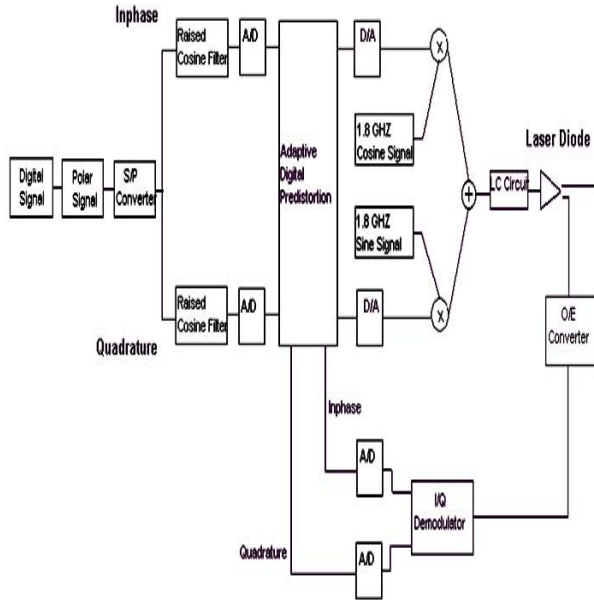 Inphase
Raised
Cosine Filter
A/D
D/A
X
1.8 GHZ
Cosine Signal
Adaptive
Digital
Predistortion
Laser Diode
Digital
Signal
Polar
Signal
S/P
Converter
LC Circuit
+
1.8 GHZ
Sine Signal
Raised
Cosine Filter
A/D
D/A
X
O/E
Converter
Quadrature
Inphase
A/D
I/Q
Demodulator
Quadrature
A/D